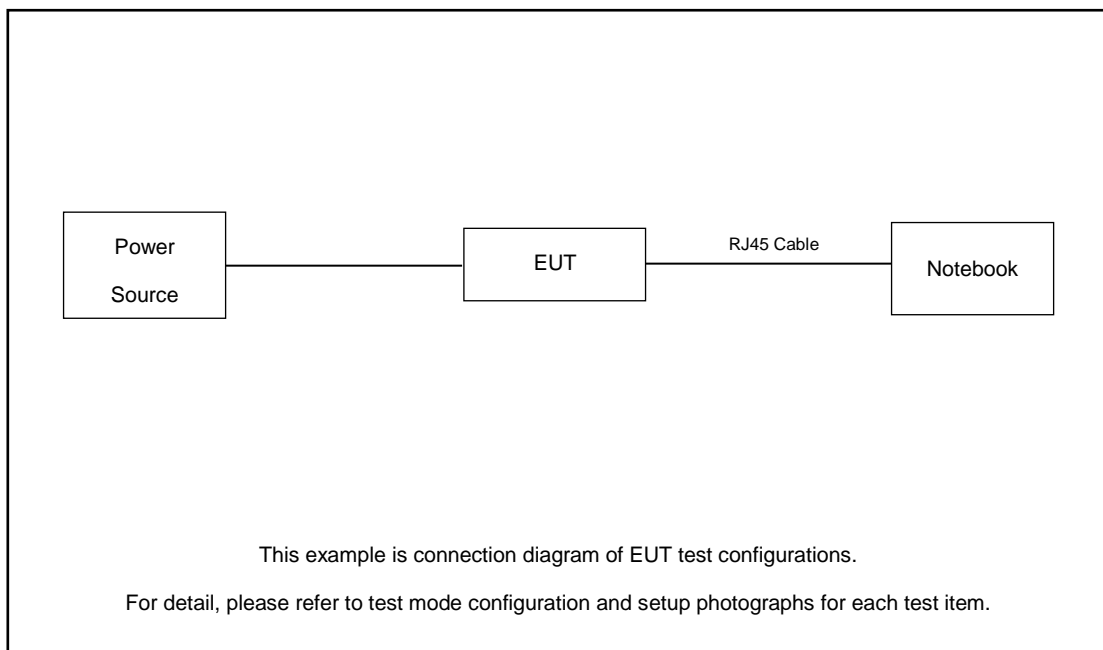 Power
Source
EUT
RJ45 Cable
Notebook
This example is connection diagram of EUT test configurations.
For detail, please refer to test mode configuration and setup photographs for each test item.